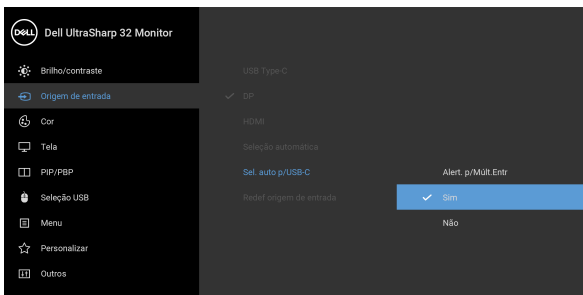 DELL Dell UltraSharp 32 Monitor
Brilho/contraste
USB Type-C
Origem de entrada
DP
Cor
HDMI
Tela
Seleção automática
PIP/PBP
Sel. auto p/USB-C
Alert. p/Múlt.Entr
Seleção USB
Redef origem de entrada
Sim
Menu
Não
Personalizar
Outros